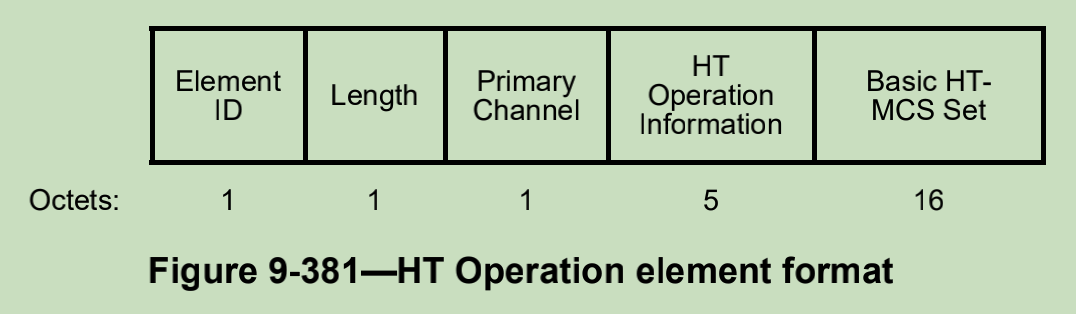 Element
ID
Length
Primary
Channel
HT
Operation
Information
Basic HT-
MCS Set
Octets: 1 1 1 5 16
Figure 9-381—HT Operation element format